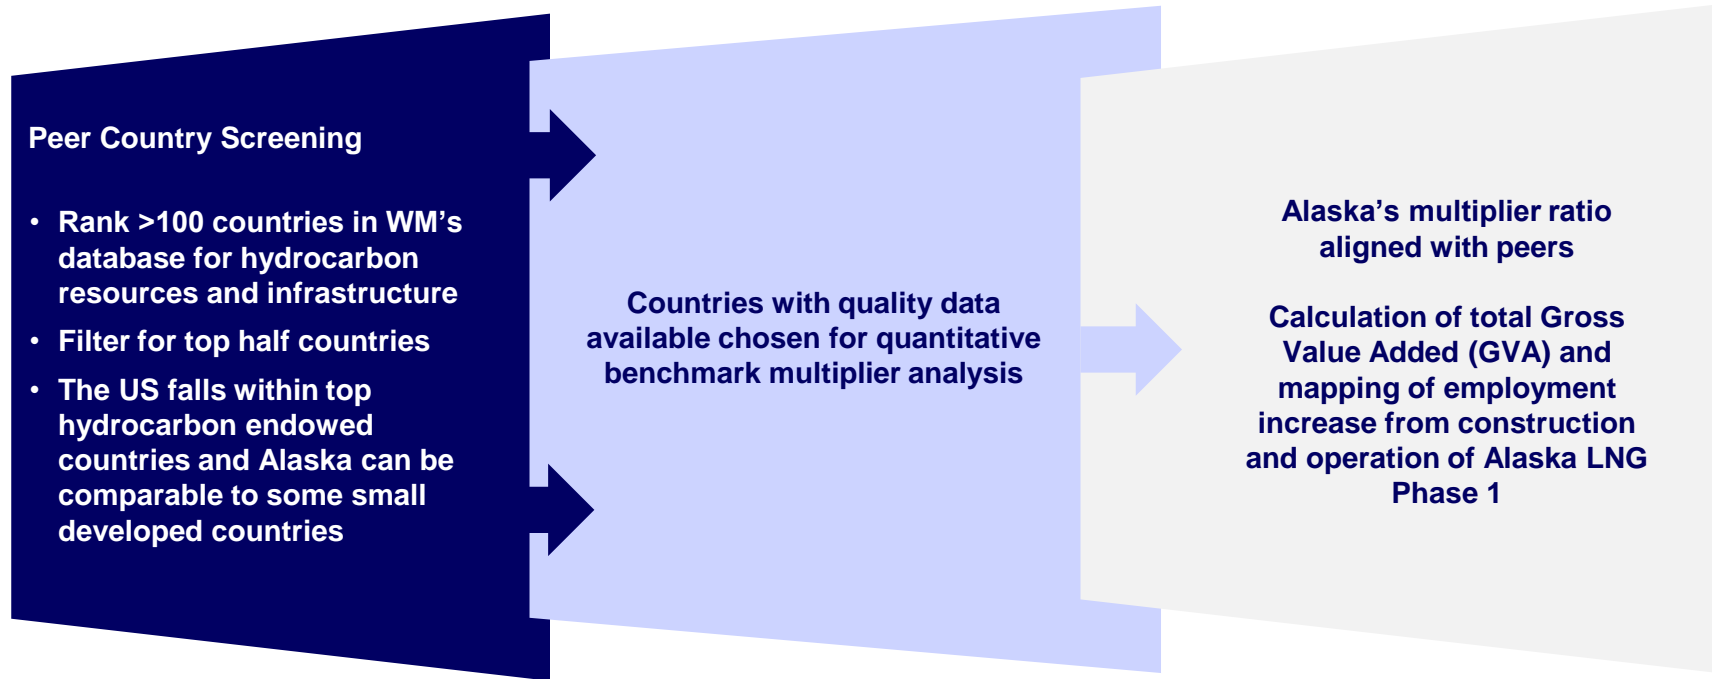 Peer Country Screening
• Rank >100 countries in WM’s
database for hydrocarbon
resources and infrastructure
• Filter for top half countries
• The US falls within top
hydrocarbon endowed
countries and Alaska can be
comparable to some small
developed countries
Countries with quality data
available chosen for quantitative
benchmark multiplier analysis
Alaska’s multiplier ratio
aligned with peers
Calculation of total Gross
Value Added (GVA) and
mapping of employment
increase from construction
and operation of Alaska LNG
Phase 1